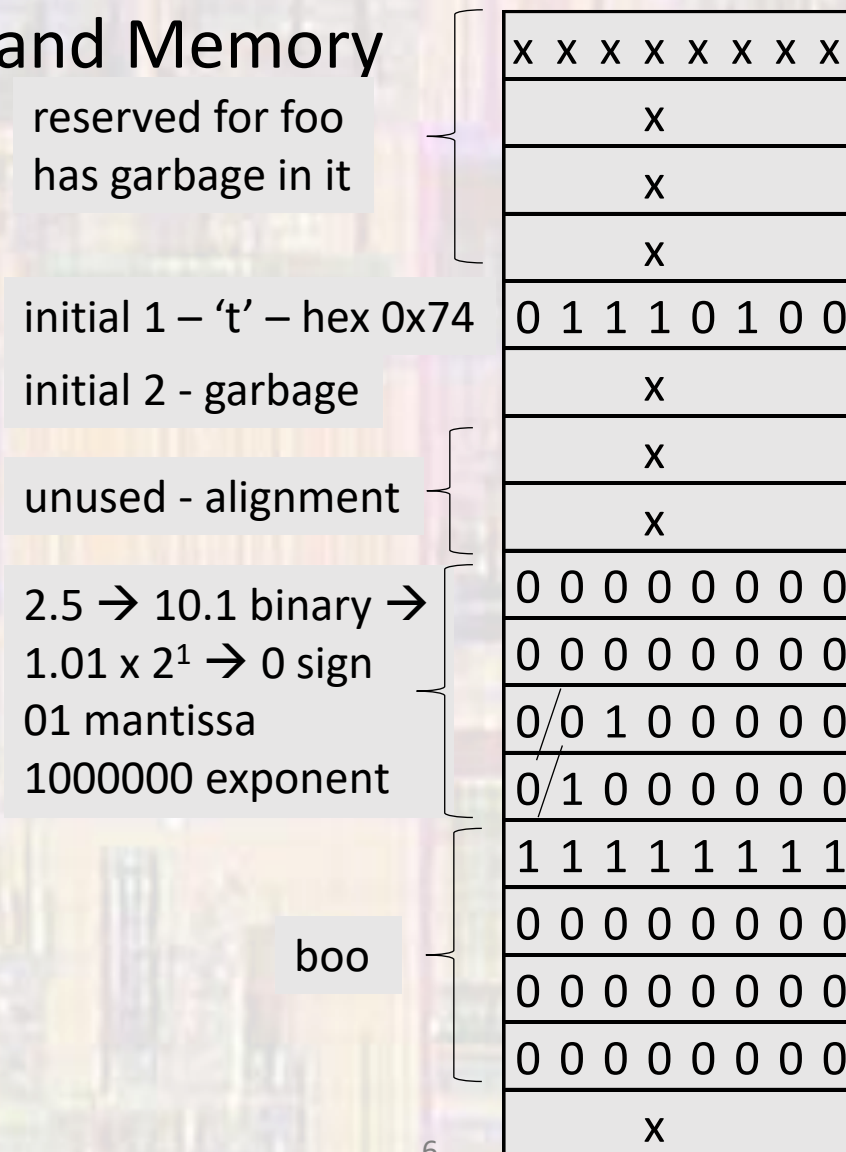 and Memory
x x x x x x x x
reserved for foo
has garbage in it
x
x
x
initial 1 – ‘t’ – hex 0x74
0 1 1 1 0 1 0 0
initial 2 - garbage
x
unused - alignment
x
x
2.5 → 10.1 binary →
1.01 x 2¹ → 0 sign
01 mantissa
1000000 exponent
0 0 0 0 0 0 0 0
0 0 0 0 0 0 0 0
0/0 1 0 0 0 0 0
0/1 0 0 0 0 0 0
boo
1 1 1 1 1 1 1 1
0 0 0 0 0 0 0 0
0 0 0 0 0 0 0 0
0 0 0 0 0 0 0 0
x
6